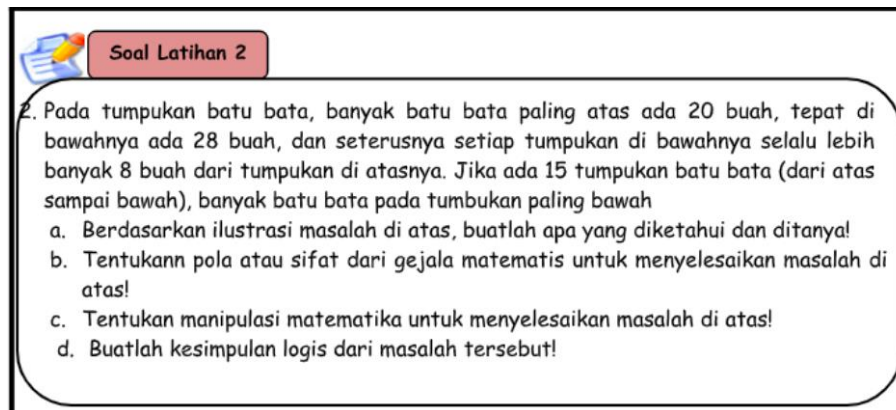 Soal Latihan 2
2. Pada tumpukan batu bata, banyak batu bata paling atas ada 20 buah, tepat di
bawahnya ada 28 buah, dan seterusnya setiap tumpukan di bawahnya selalu lebih
banyak 8 buah dari tumpukan di atasnya. Jika ada 15 tumpukan batu bata (dari atas
sampai bawah), banyak batu bata pada tumbukan paling bawah
a. Berdasarkan ilustrasi masalah di atas, buatlah apa yang diketahui dan ditanya!
b. Tentukann pola atau sifat dari gejala matematis untuk menyelesaikan masalah di
atas!
c. Tentukan manipulasi matematika untuk menyelesaikan masalah di atas!
d. Buatlah kesimpulan logis dari masalah tersebut!